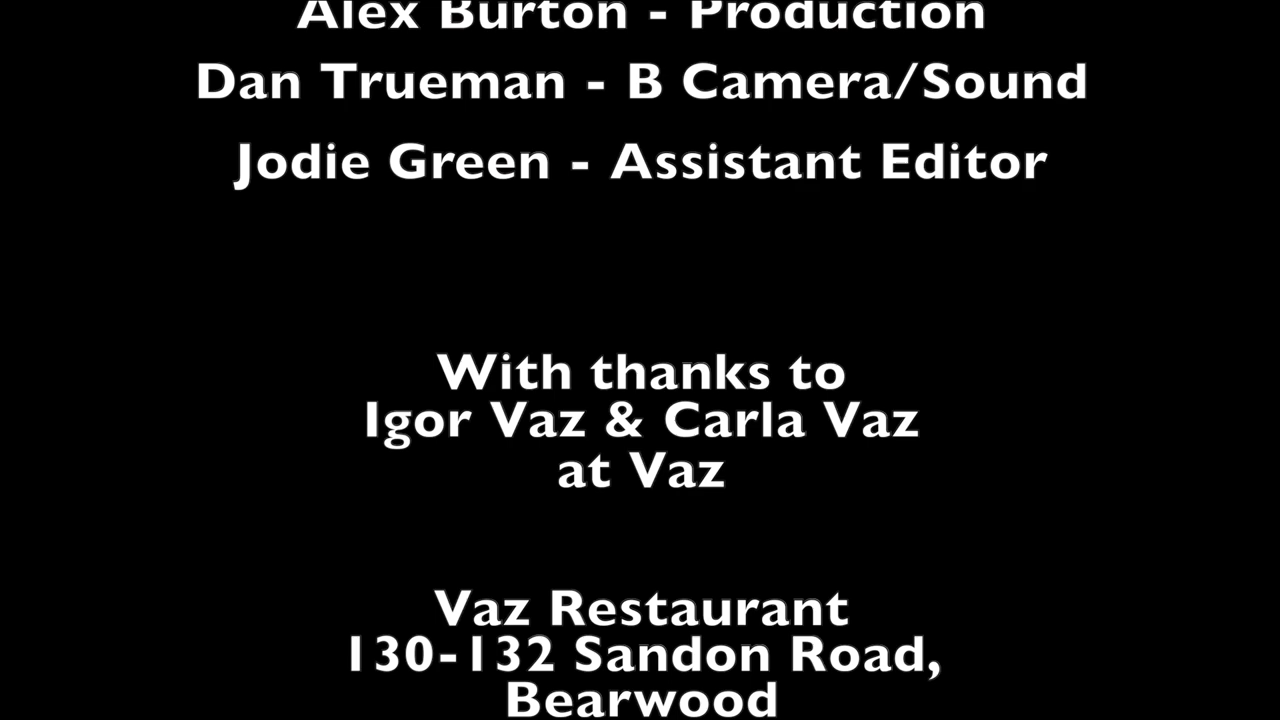 Alex Burton - Production
Dan Trueman - B Camera/Sound
Jodie Green - Assistant Editor
With thanks to
Igor Vaz & Carla Vaz
at Vaz
Vaz Restaurant
130-132 Sandon Road,
Bearwood